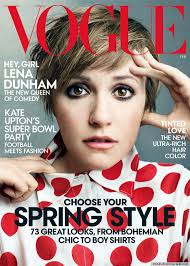 VOGUE
FEB
HEY, GIRL
LENA
DUNHAM
THE NEW QUEEN
OF COMEDY
KATE
UPTON'S
SUPER BOWL
PARTY
FOOTBALL
MEETS FASHION
TINTED
LOVE
THE NEW
ULTRA-RICH
HAIR
COLOR
CHOOSE YOUR
SPRING STYLE
73 GREAT LOOKS, FROM BOHEMIAN
CHIC TO BOY SHIRTS